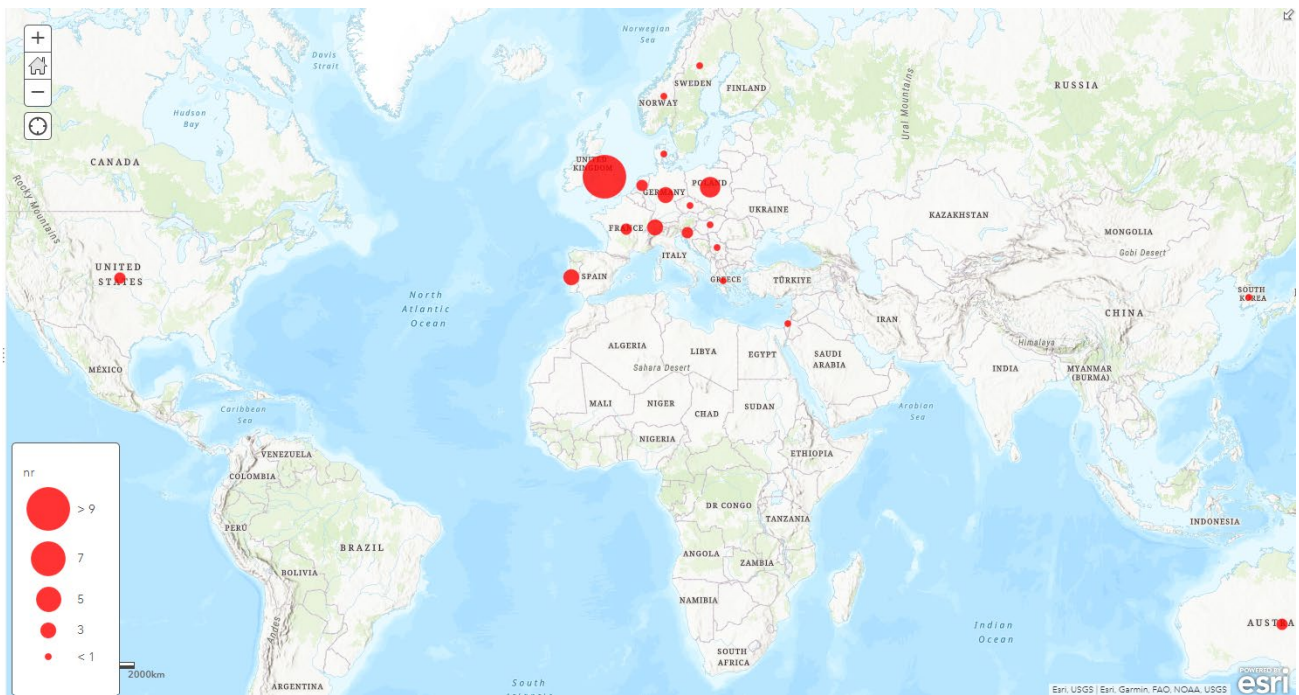 Norwegian
Sea
Davis
Strait
SWEDEN
FINLAND
NORWAY
RUSSIA
Ural Mountains
Hudson
Bay
CANADA
UNITED
KINGDOM
POLAND
GERMANY
Rocky Mountains
UKRAINE
KAZAKHSTAN
MONGOLIA
FRANCE
Gobi Desert
ITALY
UNITED
STATES
SPAIN
GREECE
TÜRKIYE
SOUTH
KOREA
North
Atlantic
Ocean
IRAN
CHINA
ALGERIA
LIBYA
EGYPT
SAUDI
ARABIA
Himalaya
MÉXICO
Sahara Desert
INDIA
MYANMAR
(BURMA)
MALI
NIGER
CHAD
SUDAN
Arabian
Sea
Caribbean
Sea
NIGERIA
ETHIOPIA
VENEZUELA
COLOMBIA
DR CONGO
TANZANIA
INDONESIA
PERÚ
BRAZIL
ANGOLA
ZAMBIA
BOLIVIA
NAMIBIA
Andes
Indian
Ocean
AUSTRA
SOUTH
AFRICA
South
ARGENTINA
nr
> 9
7
5
3
< 1
2000km
Esri, USGS | Esri, Garmin, FAO, NOAA, USGS
POWERED BY
esri